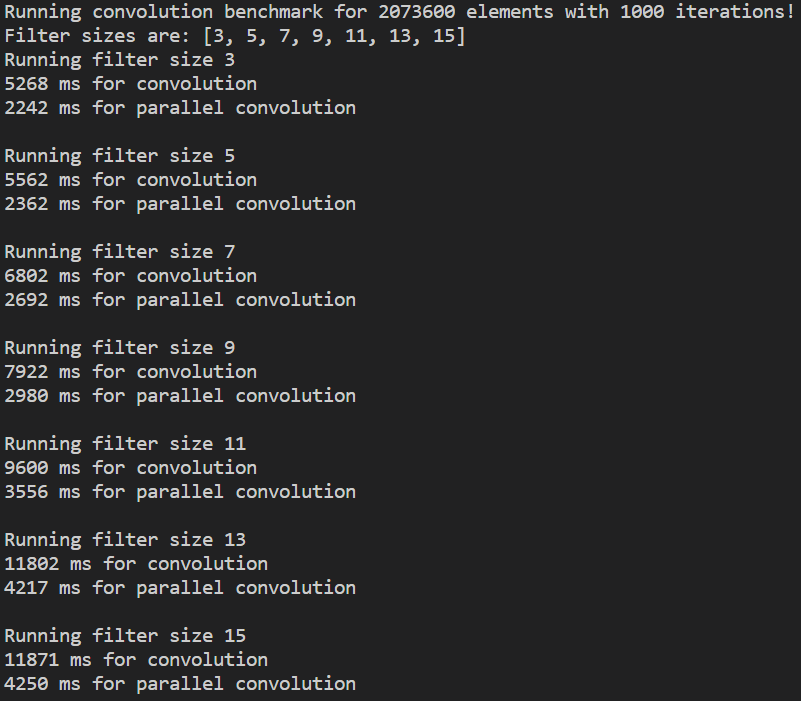 Running convolution benchmark for 2073600 elements with 1000 iterations!
Filter sizes are: [3, 5, 7, 9, 11, 13, 15]
Running filter size 3
5268 ms for convolution
2242 ms for parallel convolution
Running filter size 5
5562 ms for convolution
2362 ms for parallel convolution
Running filter size 7
6802 ms for convolution
2692 ms for parallel convolution
Running filter size 9
7922 ms for convolution
2980 ms for parallel convolution
Running filter size 11
9600 ms for convolution
3556 ms for parallel convolution
Running filter size 13
11802 ms for convolution
4217 ms for parallel convolution
Running filter size 15
11871 ms for convolution
4250 ms for parallel convolution